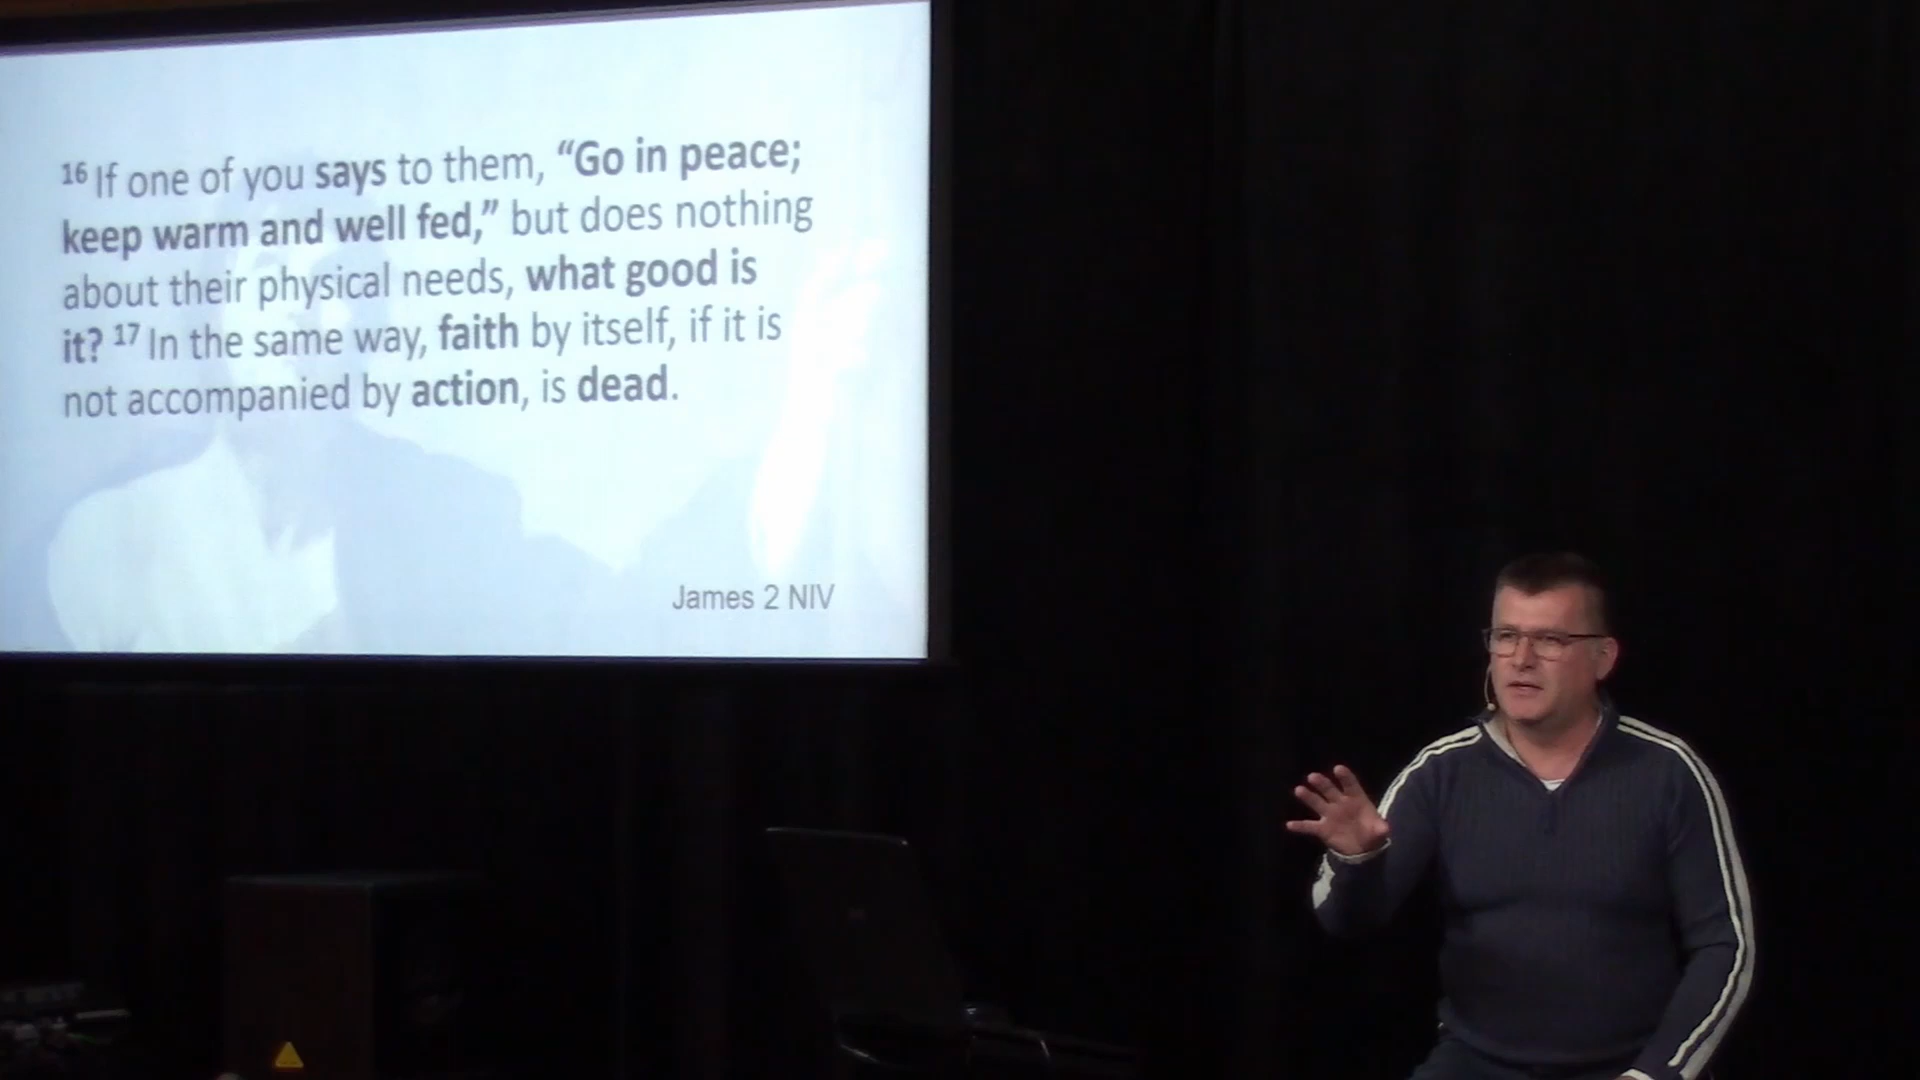 16 If one of you says to them, “Go in peace;
keep warm and well fed,” but does nothing
about their physical needs, what good is
it? 17 In the same way, faith by itself, if it is
not accompanied by action, is dead.
James 2 NIV